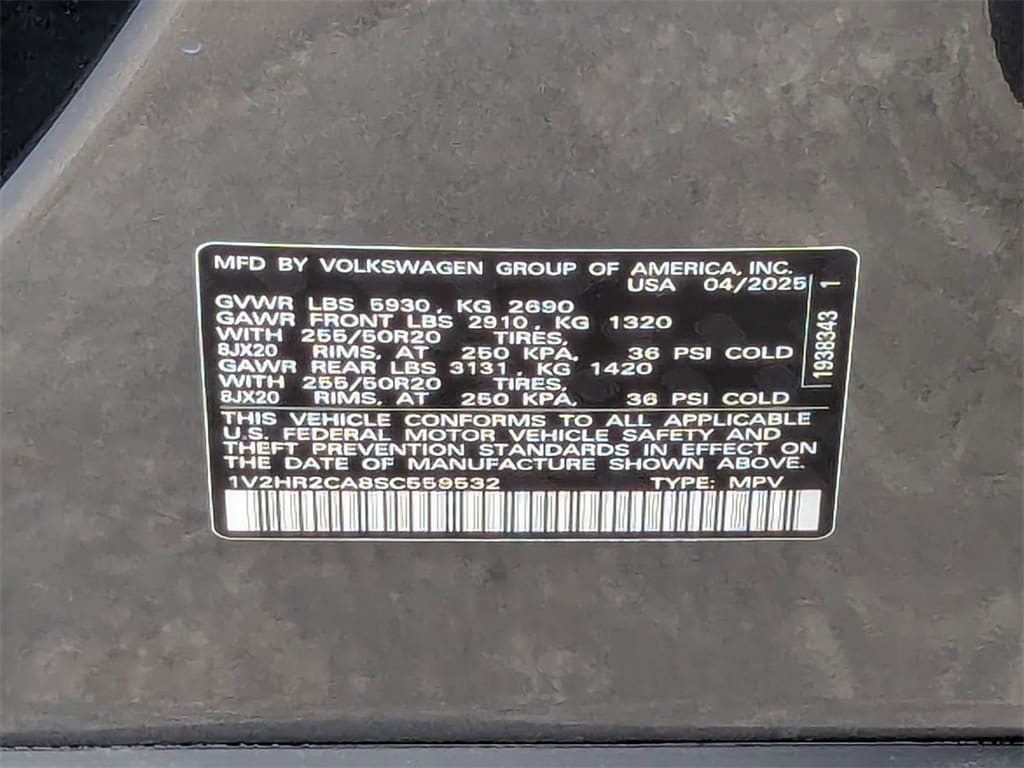 MFD BY VOLKSWAGEN GROUP OF AMERICA, INC.
USA 04/2025
GVWR LBS 5930, KG 2690
GAWR FRONT LBS 2910, KG 1320
WITH 255/50R20 TIRES,
8JX20 RIMS, AT 250 KPA, 36 PSI COLD
GAWR REAR LBS 3131, KG 1420
WITH 255/50R20 TIRES,
8JX20 RIMS, AT 250 KPA, 36 PSI COLD
THIS VEHICLE CONFORMS TO ALL APPLICABLE
U.S. FEDERAL MOTOR VEHICLE SAFETY AND
THEFT PREVENTION STANDARDS IN EFFECT ON
THE DATE OF MANUFACTURE SHOWN ABOVE.
1V2HR2CA8SC559532 TYPE: MPV
1938343 1